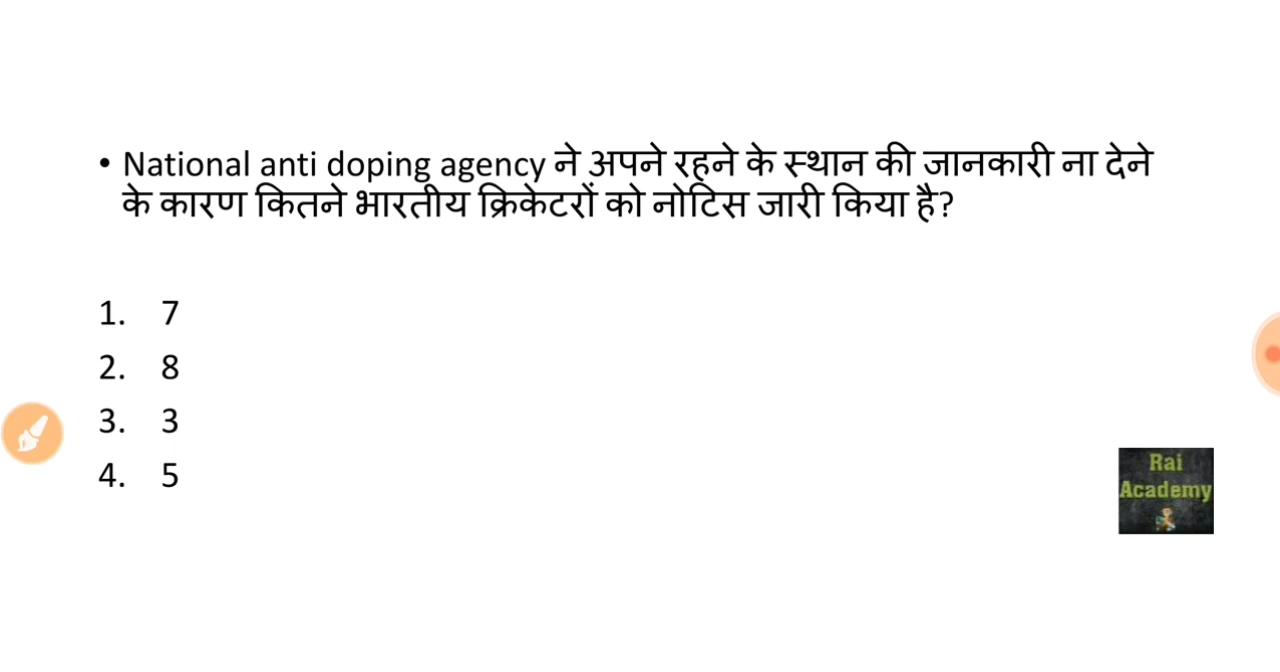 • National anti doping agency ने अपने रहने के स्थान की जानकारी ना देने
के कारण कितने भारतीय क्रिकेटरों को नोटिस जारी किया है?
1. 7
2. 8
3. 3
4. 5
Rai
Academy